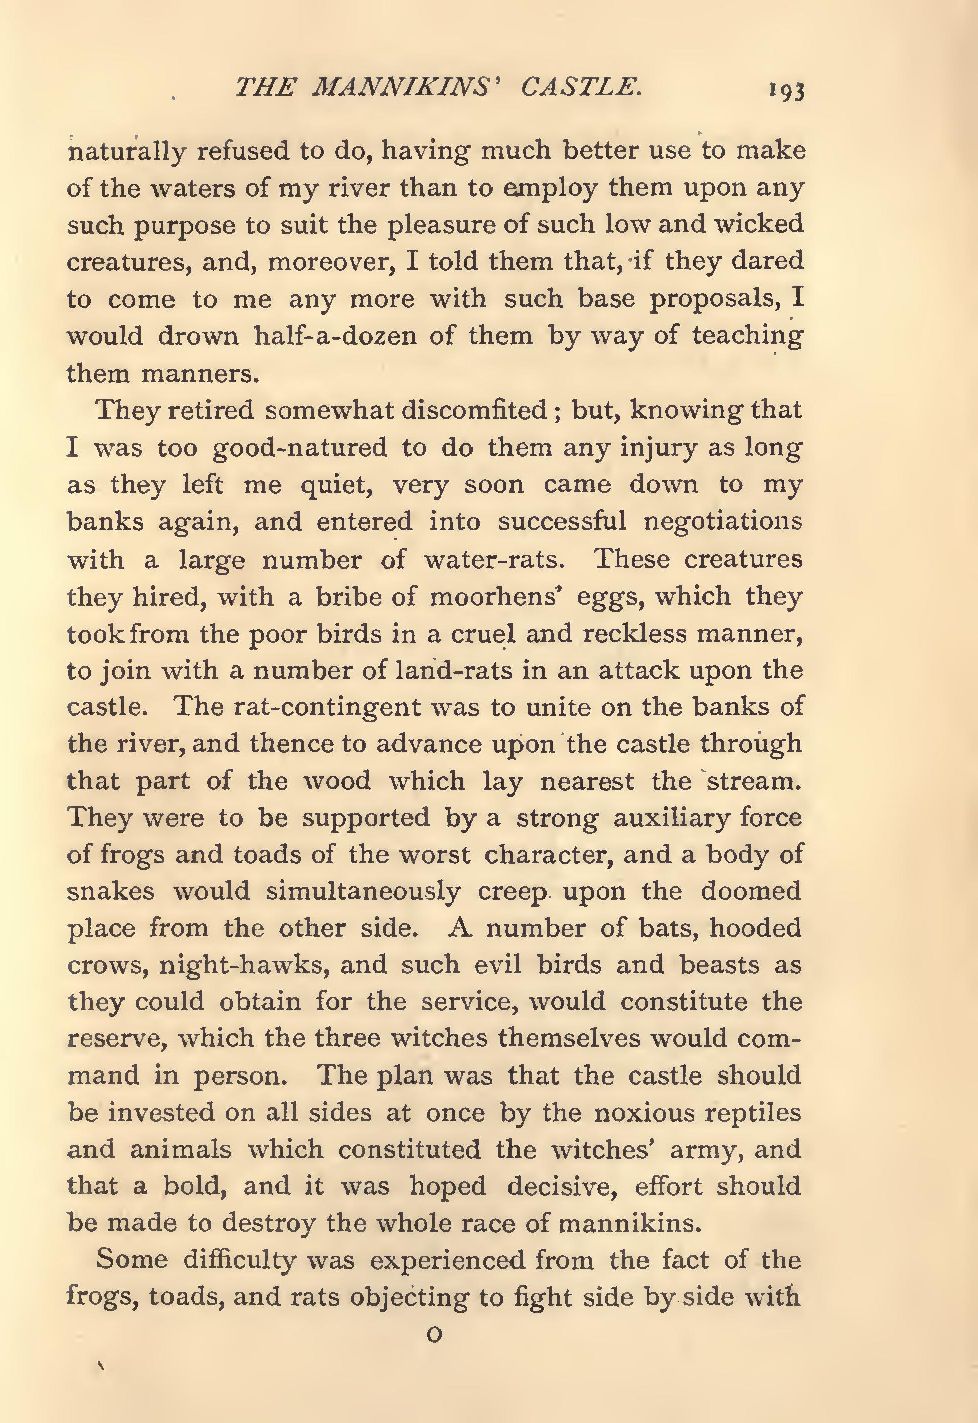 THE MANNIKINS' CASTLE. 193
naturally refused to do, having much better use to make
of the waters of my river than to employ them upon any
such purpose to suit the pleasure of such low and wicked
creatures, and, moreover, I told them that, if they dared
to come to me any more with such base proposals, I
would drown half-a-dozen of them by way of teaching
them manners.
They retired somewhat discomfited ; but, knowing that
I was too good-natured to do them any injury as long
as they left me quiet, very soon came down to my
banks again, and entered into successful negotiations
with a large number of water-rats. These creatures
they hired, with a bribe of moorhens' eggs, which they
took from the poor birds in a cruel and reckless manner,
to join with a number of land-rats in an attack upon the
castle. The rat-contingent was to unite on the banks of
the river, and thence to advance upon the castle through
that part of the wood which lay nearest the stream.
They were to be supported by a strong auxiliary force
of frogs and toads of the worst character, and a body of
snakes would simultaneously creep upon the doomed
place from the other side. A number of bats, hooded
crows, night-hawks, and such evil birds and beasts as
they could obtain for the service, would constitute the
reserve, which the three witches themselves would com-
mand in person. The plan was that the castle should
be invested on all sides at once by the noxious reptiles
and animals which constituted the witches' army, and
that a bold, and it was hoped decisive, effort should
be made to destroy the whole race of mannikins.
Some difficulty was experienced from the fact of the
frogs, toads, and rats objecting to fight side by side with
O